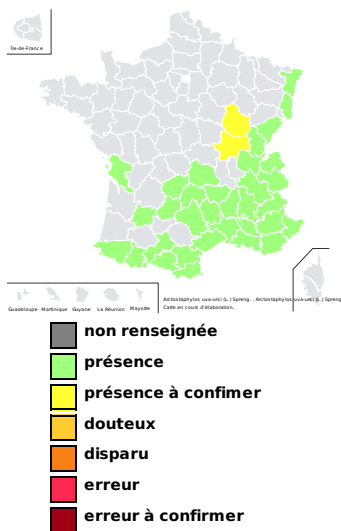 Île-de-France
Guadeloupe Martinique Guyane La Réunion Mayotte
Arctostaphylos uva-ursi (L.) Spreng. , Arctostaphylos uva-ursi (L.) Spreng
Carte en cours d'élaboration.
non renseignée
présence
présence à confimer
douteux
disparu
erreur
erreur à confirmer